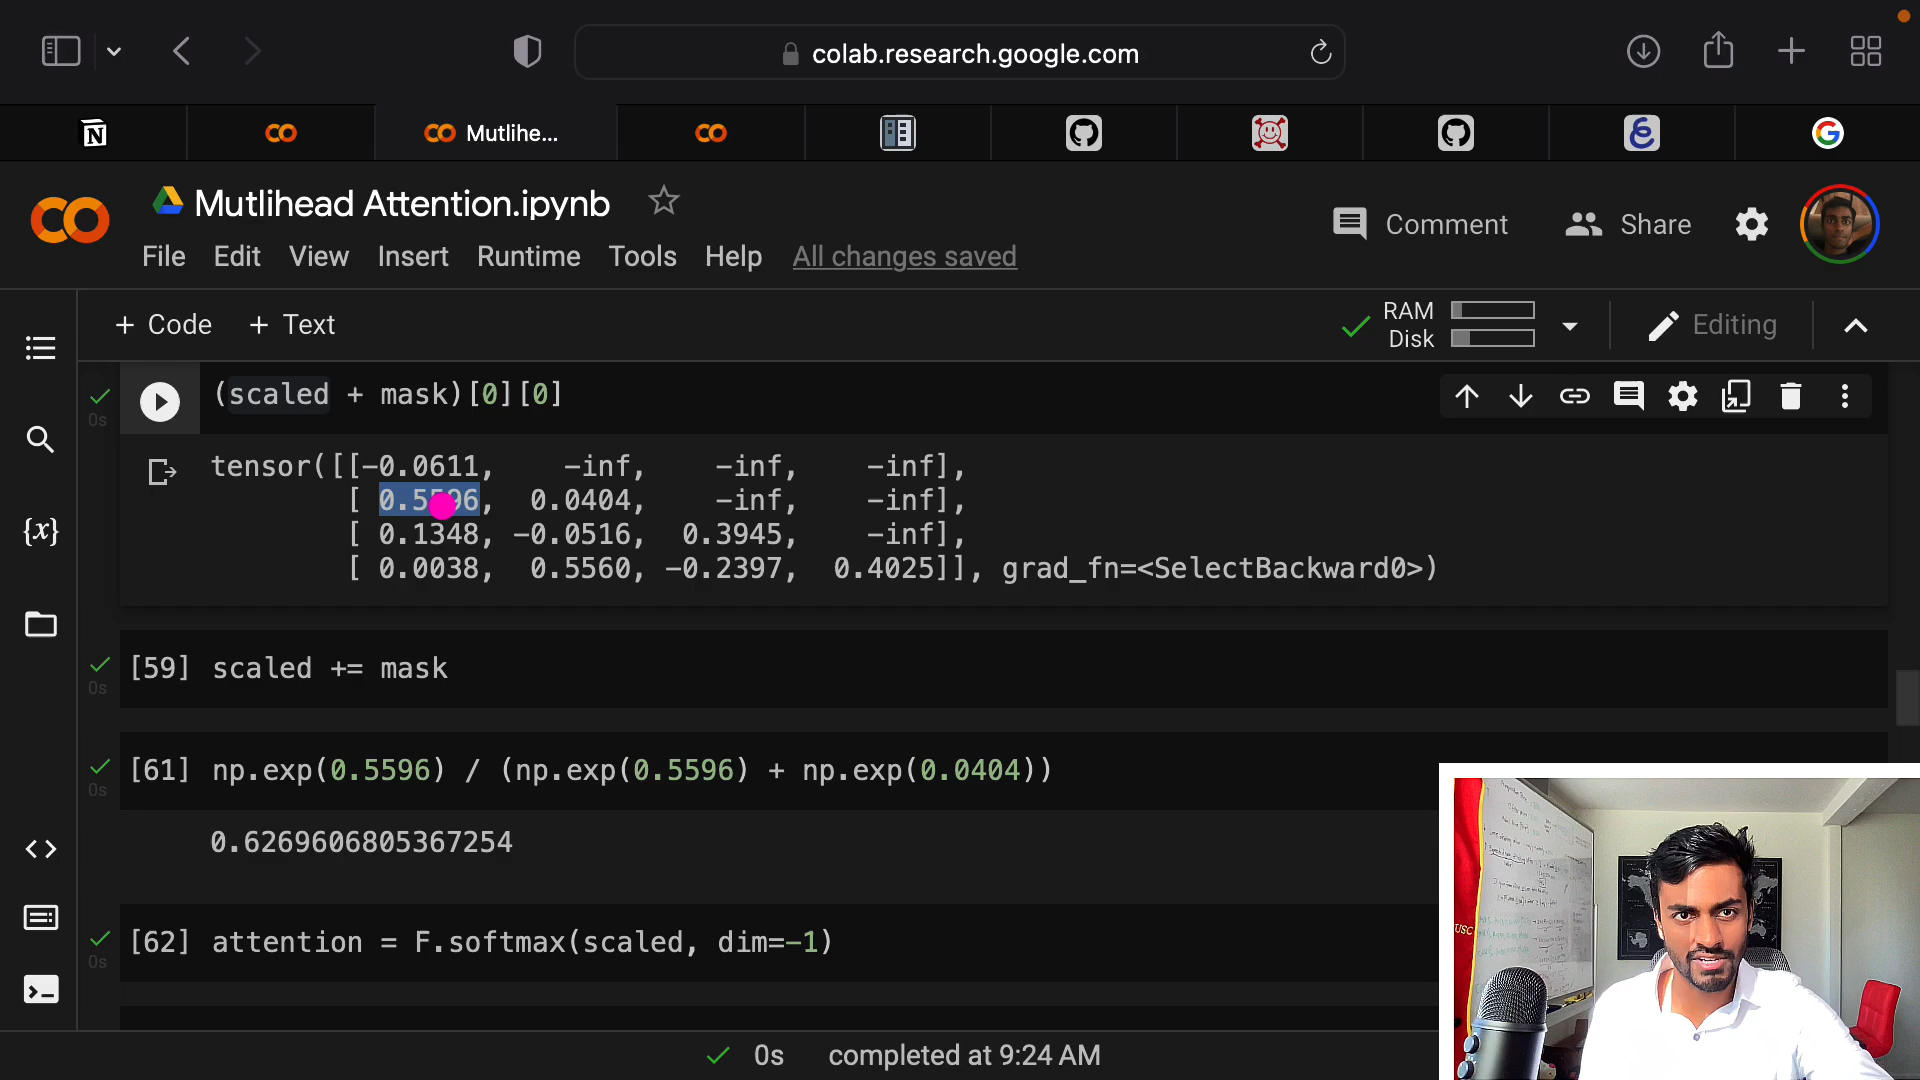 colab.research.google.com
Mutlihe...
Mutlihead Attention.ipynb
Comment
Share
File Edit View Insert Runtime Tools Help All changes saved
+ Code + Text
RAM
Disk
Editing
(scaled + mask)[0][0]
0s
tensor([[-0.0611, -inf, -inf, -inf],
[ 0.5596, 0.0404, -inf, -inf],
[ 0.1348, -0.0516, 0.3945, -inf],
[ 0.0038, 0.5560, -0.2397, 0.4025]], grad_fn=<SelectBackward0>)
[59] scaled += mask
0s
[61] np.exp(0.5596) / (np.exp(0.5596) + np.exp(0.0404))
0s
0.6269606805367254
[62] attention = F.softmax(scaled, dim=-1)
0s
USC
0s completed at 9:24 AM